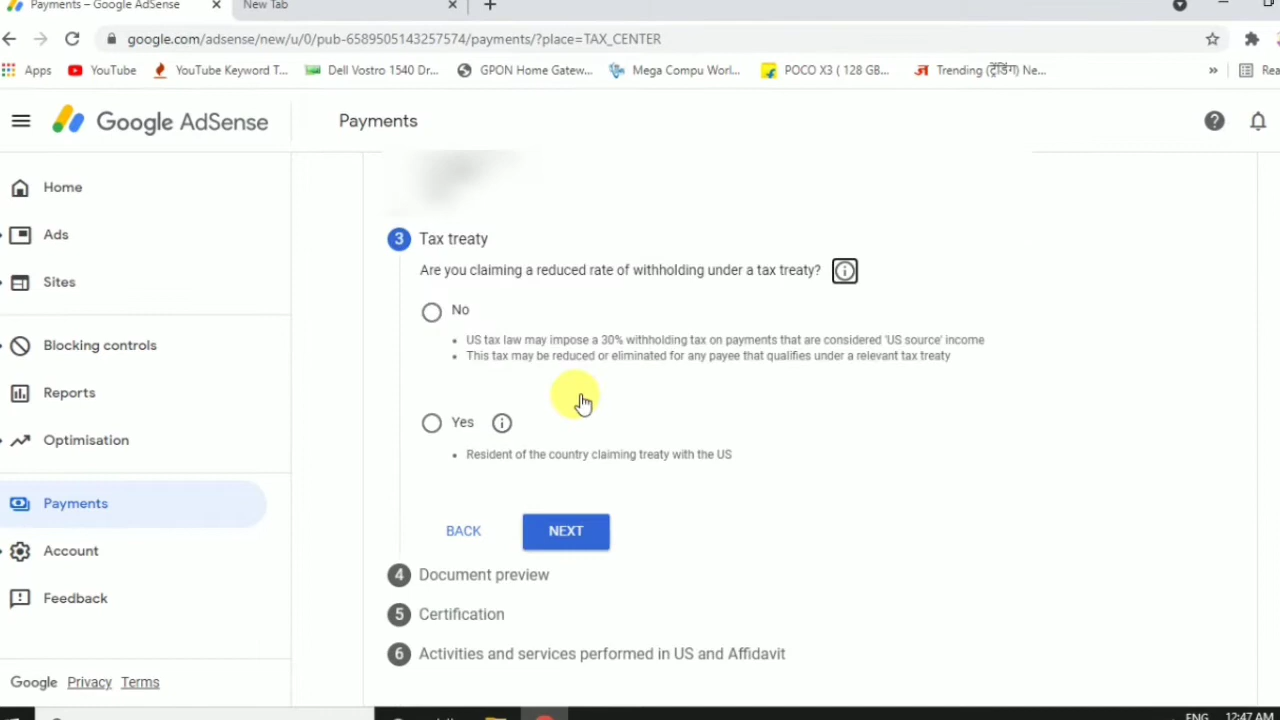 Payments – Google AdSense
New Tab
google.com/adsense/new/u/0/pub-6589505143257574/payments/?place=TAX_CENTER
Apps
YouTube
YouTube Keyword T...
Dell Vostro 1540 Dr...
GPON Home Gatew...
Mega Compu Worl...
POCO X3 ( 128 GB...
Trending (ट्रेंडिंग) Ne...
»
Rea
Google AdSense
Payments
Home
Ads
Sites
Blocking controls
Reports
Optimisation
Payments
Account
Feedback
Google Privacy Terms
3 Tax treaty
Are you claiming a reduced rate of withholding under a tax treaty?
No
• US tax law may impose a 30% withholding tax on payments that are considered 'US source' income
• This tax may be reduced or eliminated for any payee that qualifies under a relevant tax treaty
Yes
• Resident of the country claiming treaty with the US
BACK
NEXT
4 Document preview
5 Certification
6 Activities and services performed in US and Affidavit
ENG
12:47 AM